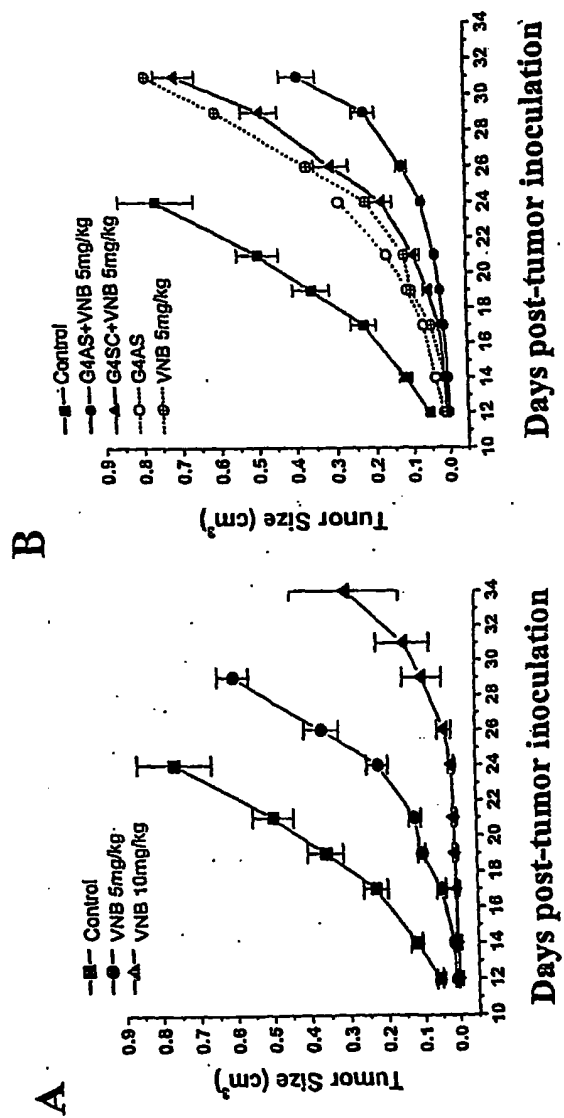 A
Control
VNB 5mg/kg
VNB 10mg/kg
Tumor Size (cm³)
0.9
0.8
0.7
0.6
0.5
0.4
0.3
0.2
0.1
0.0
10 12 14 16 18 20 22 24 26 28 30 32 34
Days post-tumor inoculation
B
Control
G4AS+VNB 5mg/kg
G4SC+VNB 5mg/kg
G4AS
VNB 5mg/kg
Tunor Size (cm³)
0.9
0.8
0.7
0.6
0.5
0.4
0.3
0.2
0.1
0.0
10 12 14 16 18 20 22 24 26 28 30 32 34
Days post-tumor inoculation